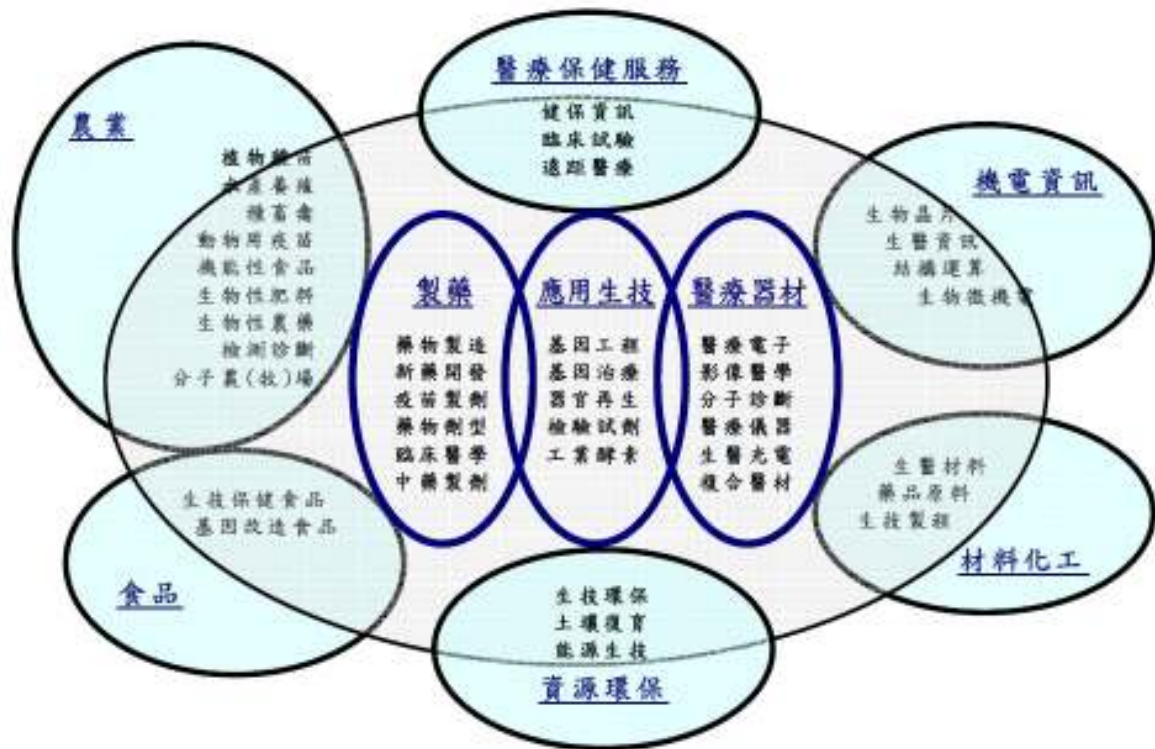 醫療保健服務
健保資訊
臨床試驗
遠距醫療
農業
植物種苗
水產養殖
種畜禽
動物用疫苗
機能性食品
生物性肥料
生物性農藥
檢測診斷
分子農(牧)場
機電資訊
生物晶片
生醫資訊
結構運算
生物微機電
製藥
藥物製造
新藥開發
疫苗製劑
藥物劑型
臨床醫學
中藥製劑
應用生技
基因工程
基因治療
器官再生
檢驗試劑
工業酵素
醫療器材
醫療電子
影像醫學
分子診斷
醫療儀器
生醫光電
複合醫材
生技保健食品
基因改造食品
食品
生技環保
土壤復育
能源生技
資源環保
生醫材料
藥品原料
生技製程
材料化工